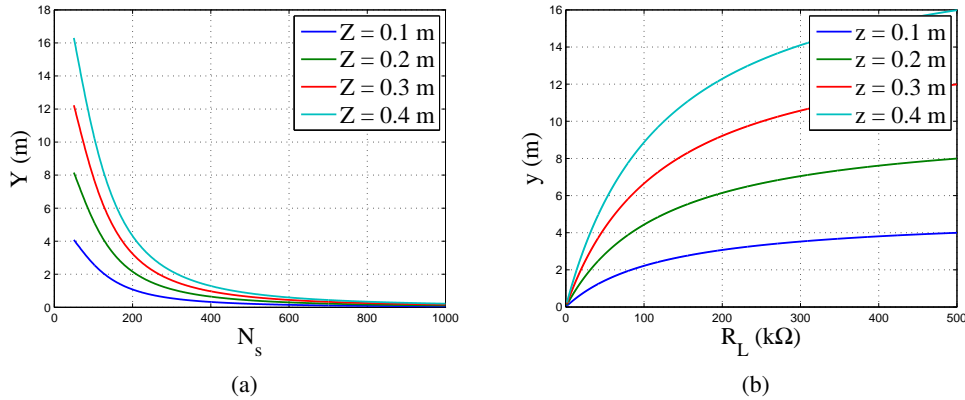 18
16
14
12
10
8
6
4
2
0
Y (m)
0
200
400
600
800
1000
N_s
Z = 0.1 m
Z = 0.2 m
Z = 0.3 m
Z = 0.4 m
(a)
16
14
12
10
8
6
4
2
0
y (m)
0
100
200
300
400
500
R_L (kΩ)
z = 0.1 m
z = 0.2 m
z = 0.3 m
z = 0.4 m
(b)